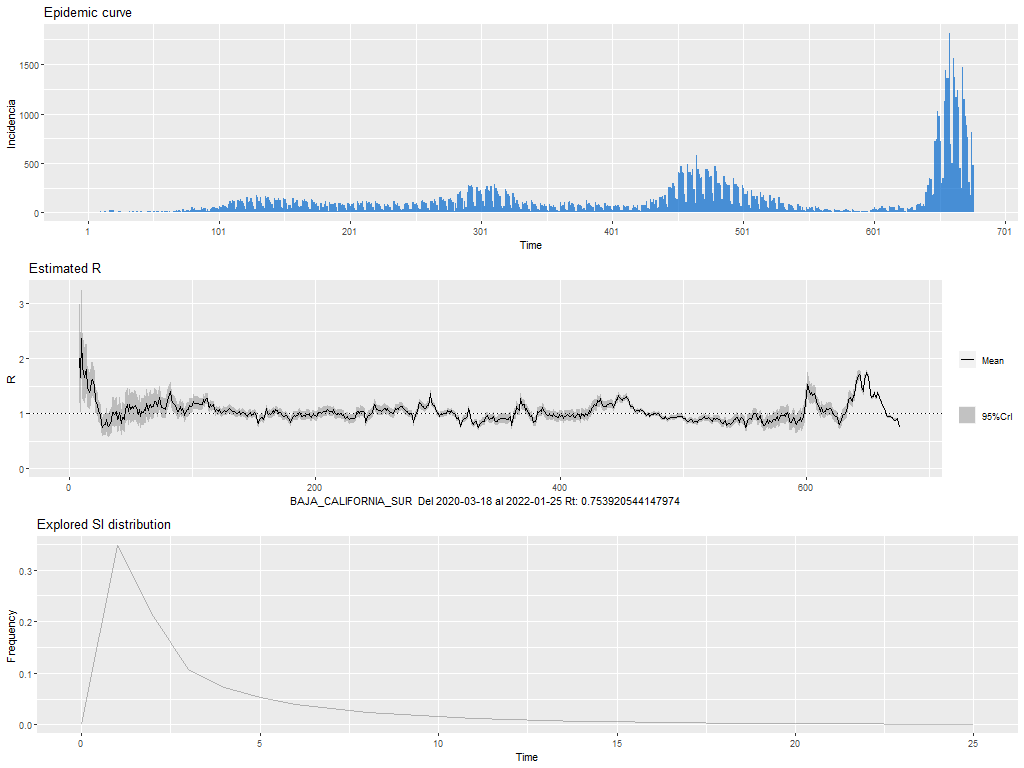 Epidemic curve
Incidencia
1500
1000
500
0
1 101 201 301 401 501 601 701
Time
Estimated R
R
3
2
1
0
Mean
95%CrI
0 200 400 600
BAJA_CALIFORNIA_SUR Del 2020-03-18 al 2022-01-25 Rt: 0.753920544147974
Explored SI distribution
Frequency
0.3
0.2
0.1
0.0
0 5 10 15 20 25
Time